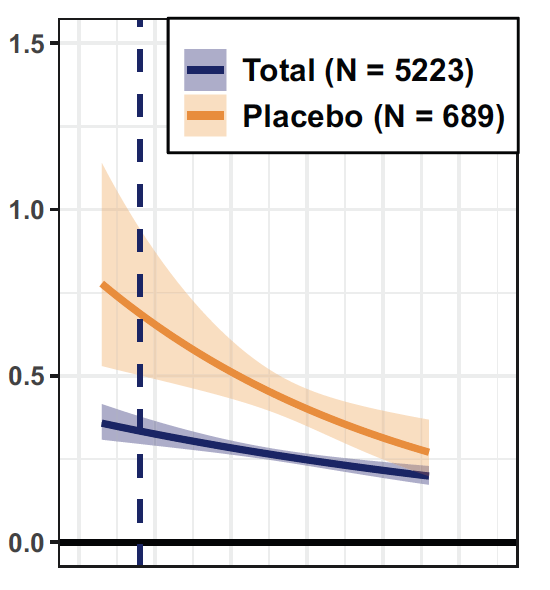 1.5
Total (N = 5223)
Placebo (N = 689)
1.0
0.5
0.0